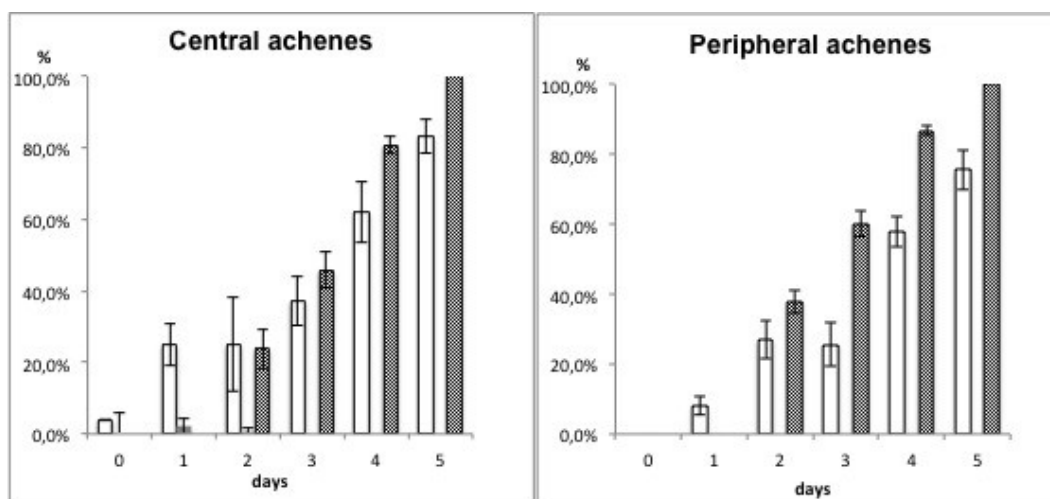 Central achenes
%
100,0%
80,0%
60,0%
40,0%
20,0%
0,0%
0 1 2 3 4 5
days
Peripheral achenes
%
100,0%
80,0%
60,0%
40,0%
20,0%
0,0%
0 1 2 3 4 5
days